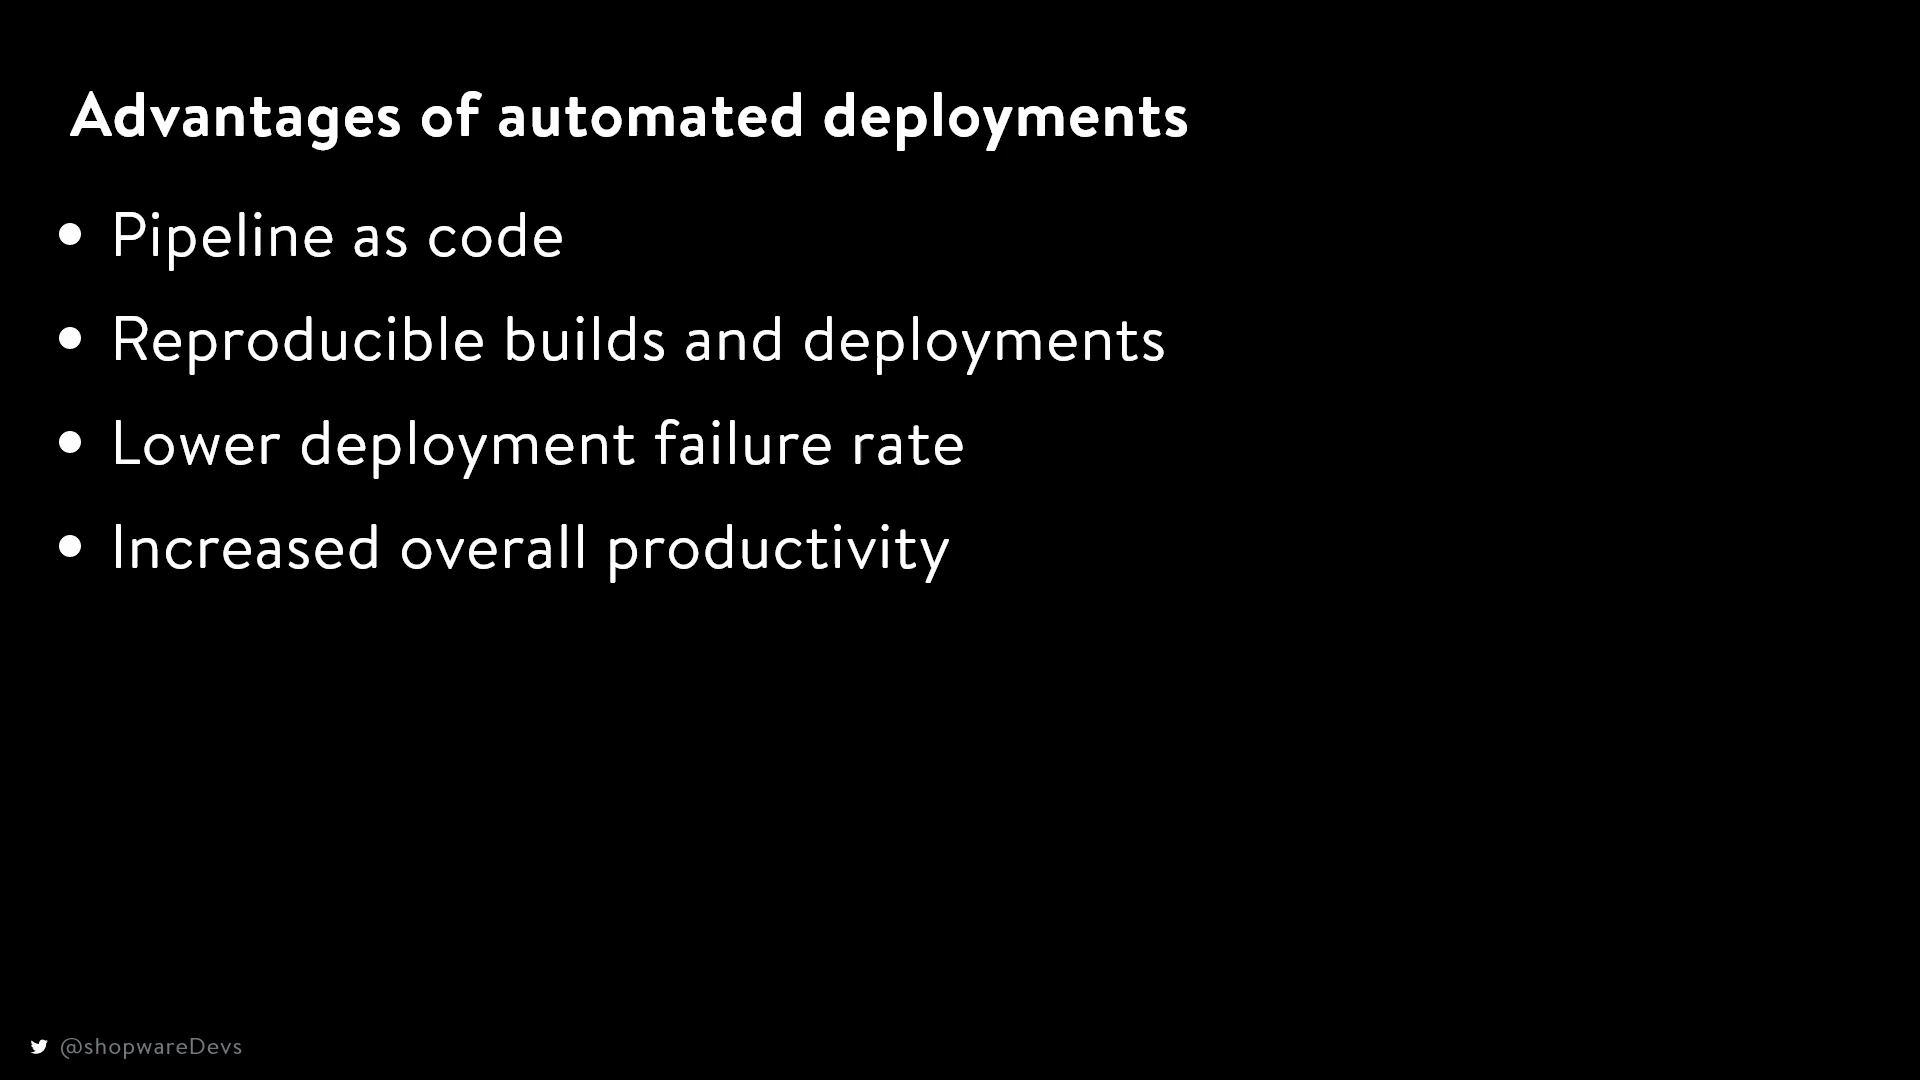 Advantages of automated deployments
• Pipeline as code
• Reproducible builds and deployments
• Lower deployment failure rate
• Increased overall productivity
@shopwareDevs